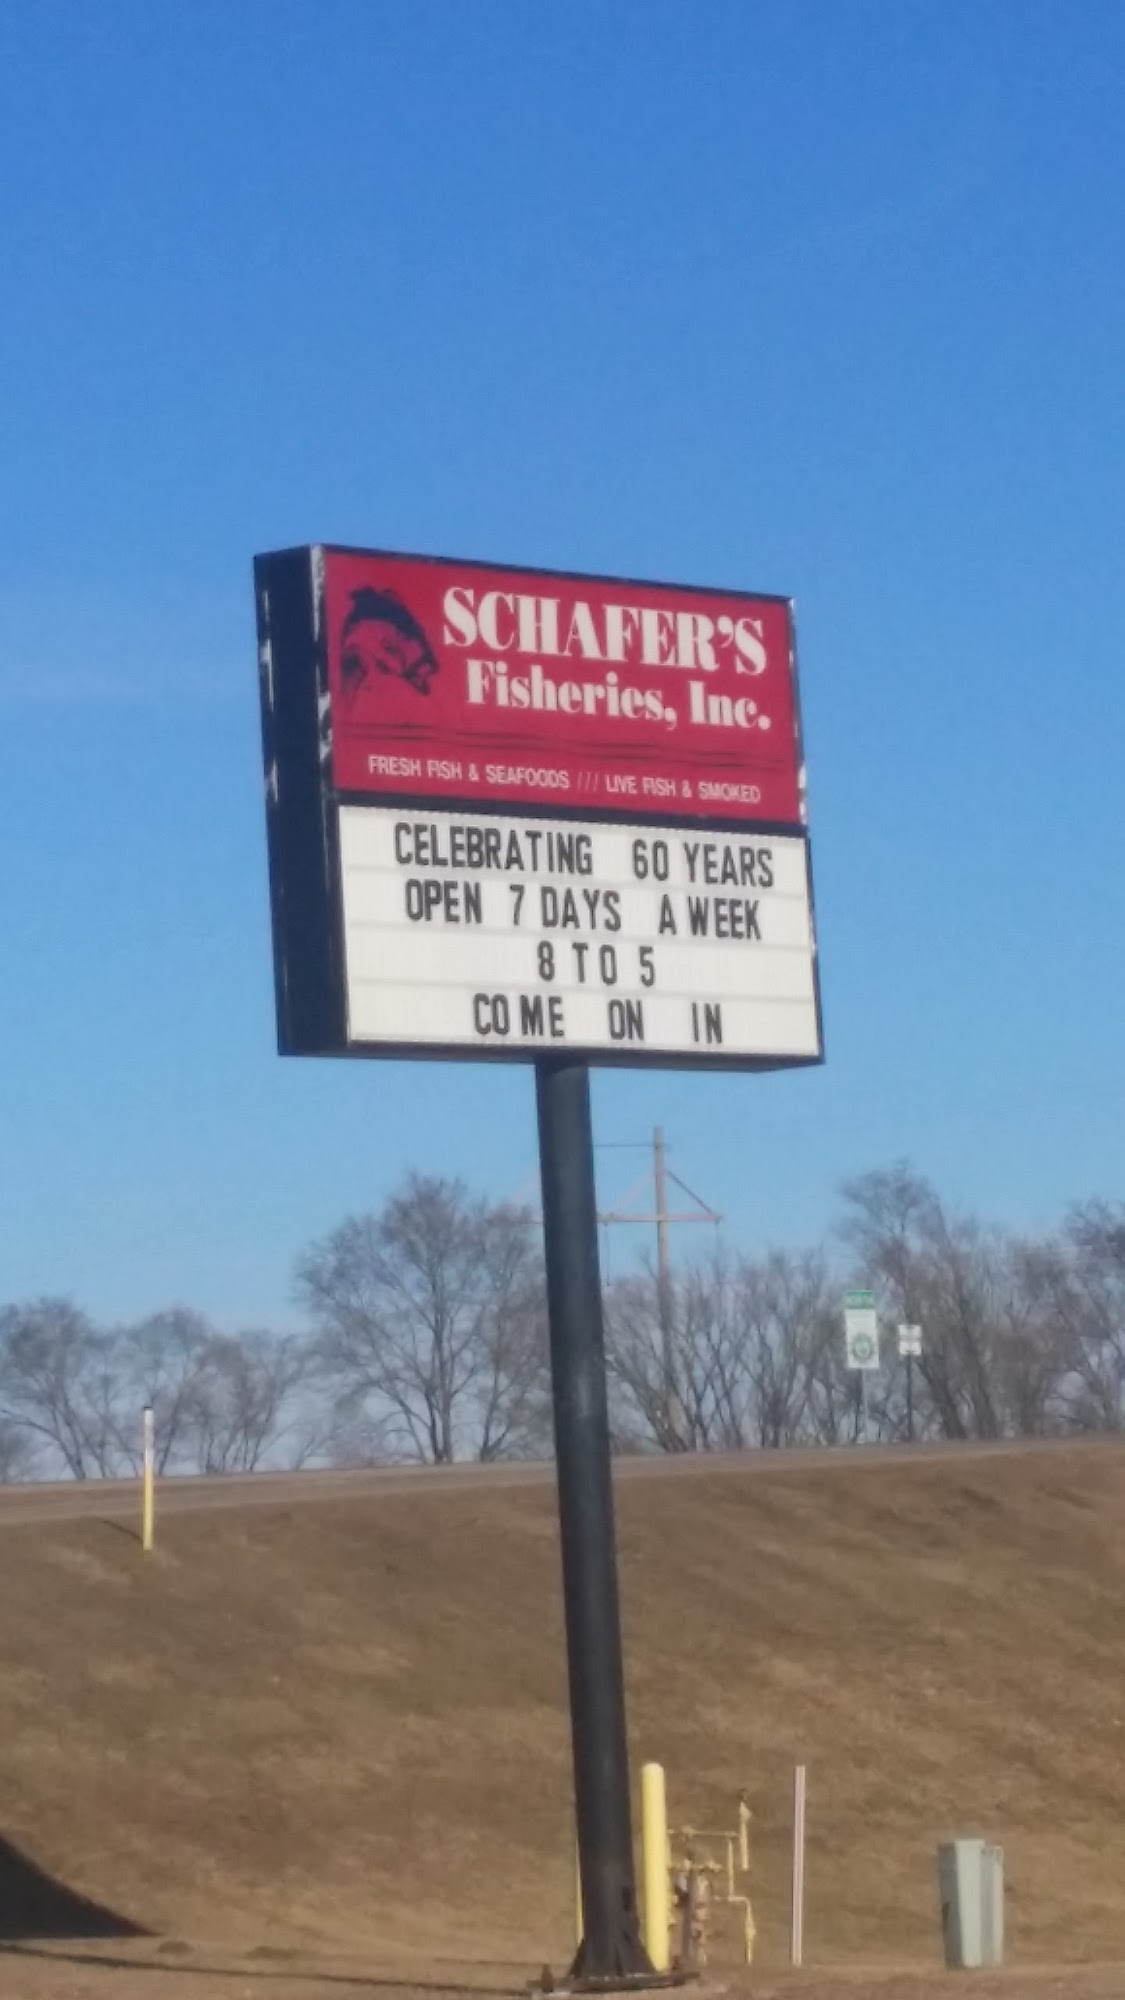 SCHAFER'S
Fisheries, Inc.
FRESH FISH & SEAFOODS /// LIVE FISH & SMOKED
CELEBRATING 60 YEARS
OPEN 7 DAYS A WEEK
8 TO 5
COME ON IN